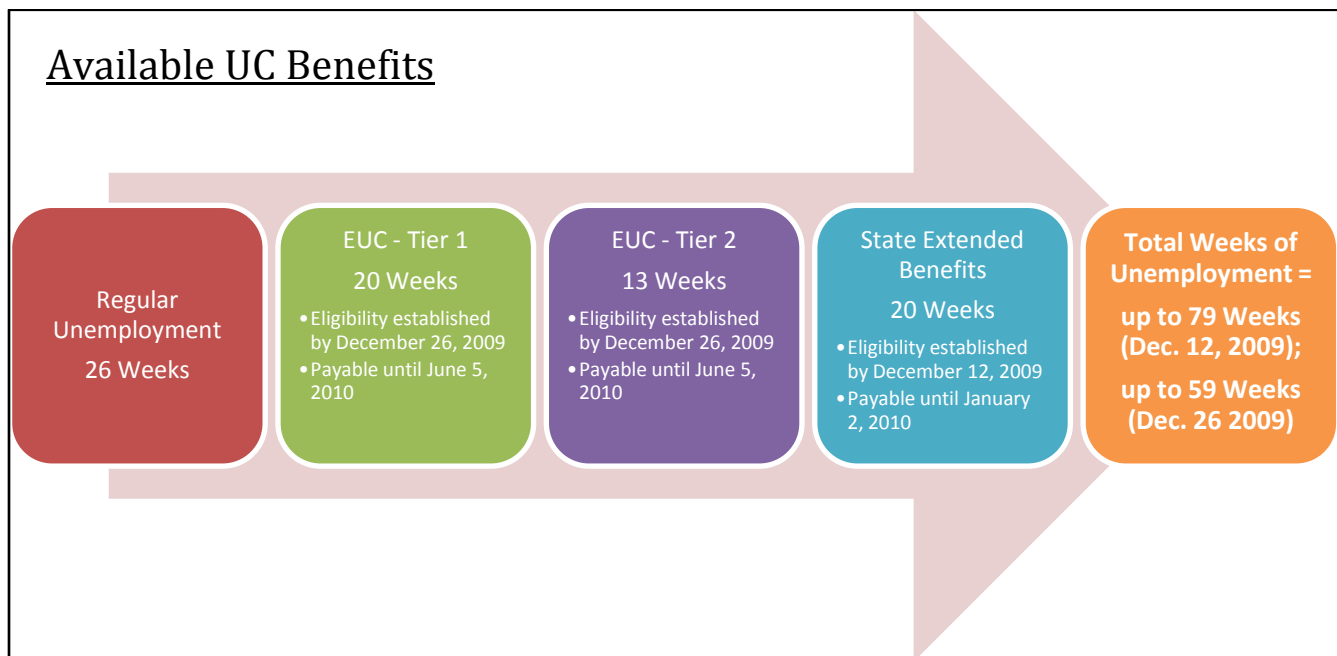 Available UC Benefits
Regular
Unemployment
26 Weeks
EUC - Tier 1
20 Weeks
•Eligibility established
by December 26, 2009
•Payable until June 5,
2010
EUC - Tier 2
13 Weeks
•Eligibility established
by December 26, 2009
•Payable until June 5,
2010
State Extended
Benefits
20 Weeks
•Eligibility established
by December 12, 2009
•Payable until January
2, 2010
Total Weeks of
Unemployment =
up to 79 Weeks
(Dec. 12, 2009);
up to 59 Weeks
(Dec. 26 2009)